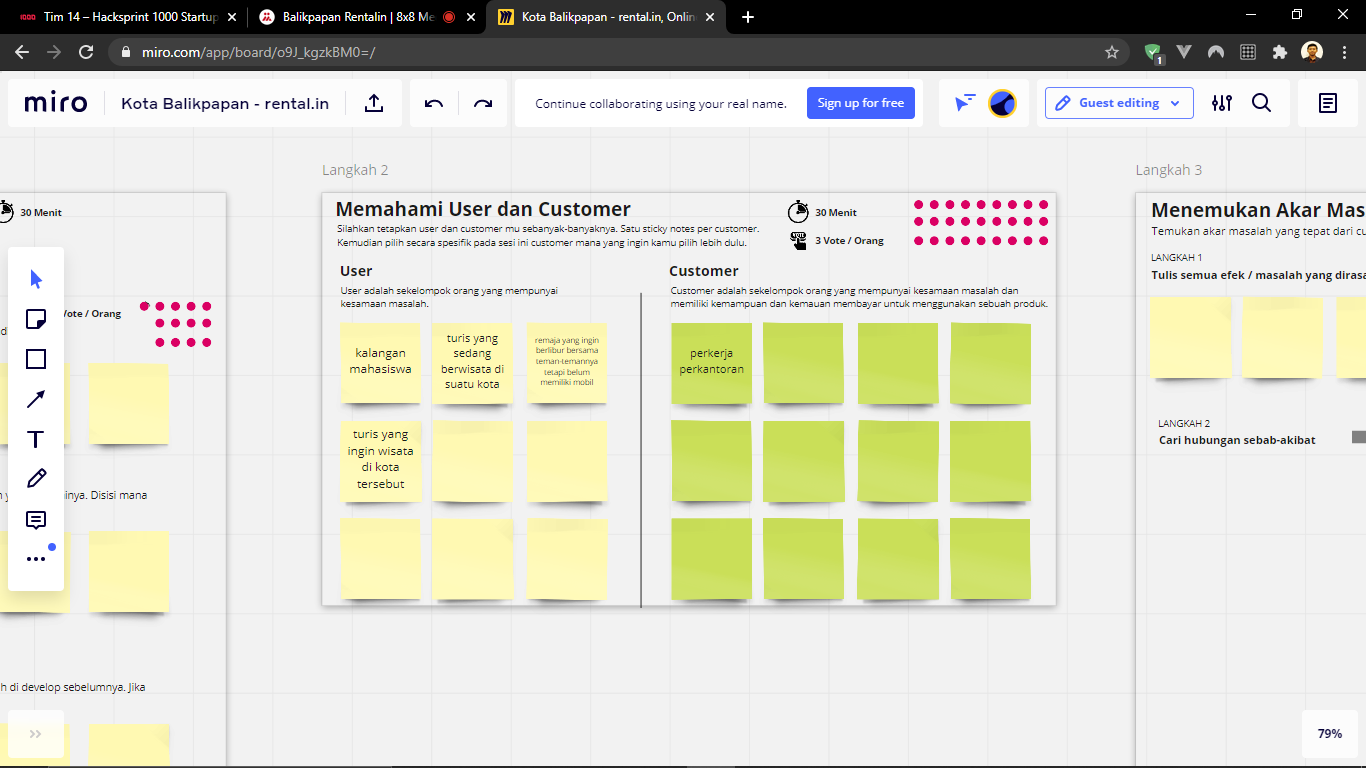 Tim 14 – Hacksprint 1000 Startup
Balikpapan Rentalin | 8x8 Me
Kota Balikpapan - rental.in, Onlin
miro.com/app/board/o9J_kgzkBM0=/
1
miro
Kota Balikpapan - rental.in
Continue collaborating using your real name.
Sign up for free
Guest editing
Langkah 2
Langkah 3
30 Menit
Vote / Orang
Disisi mana
h di develop sebelumnya. Jika
Memahami User dan Customer
30 Menit
Silahkan tetapkan user dan customer mu sebanyak-banyaknya. Satu sticky notes per customer.
Kemudian pilih secara spesifik pada sesi ini customer mana yang ingin kamu pilih lebih dulu.
VOTE
3 Vote / Orang
User
User adalah sekelompok orang yang mempunyai
kesamaan masalah.
kalangan
mahasiswa
turis yang
sedang
berwisata di
suatu kota
remaja yang ingin
berlibur bersama
teman-temannya
tetapi belum
memiliki mobil
turis yang
ingin wisata
di kota
tersebut
Customer
Customer adalah sekelompok orang yang mempunyai kesamaan masalah dan
memiliki kemampuan dan kemauan membayar untuk menggunakan sebuah produk.
perkerja
perkantoran
Menemukan Akar Mas
Temukan akar masalah yang tepat dari cu
LANGKAH 1
Tulis semua efek / masalah yang dirasa
LANGKAH 2
Cari hubungan sebab-akibat
79%